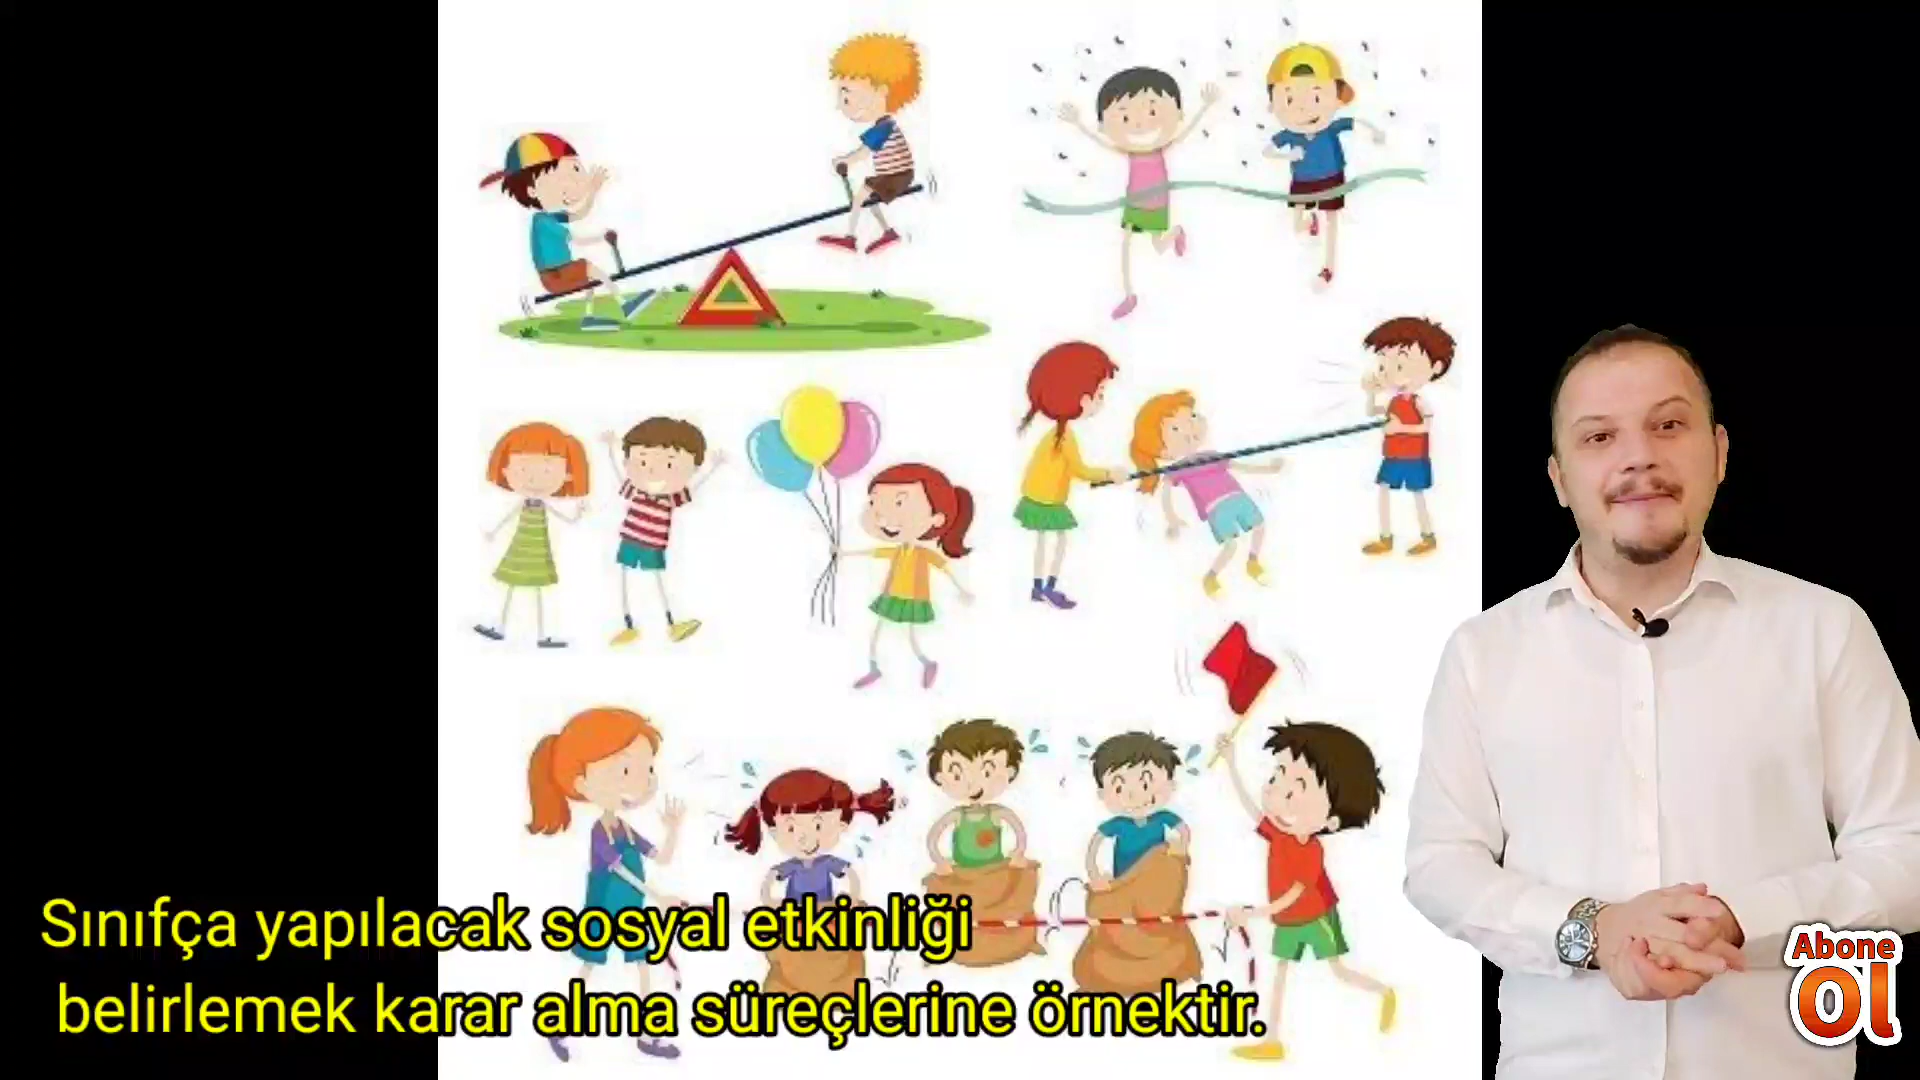 Sınıfça yapılacak sosyal etkinliği
belirlemek karar alma süreçlerine örnektir.
Abone
Ol